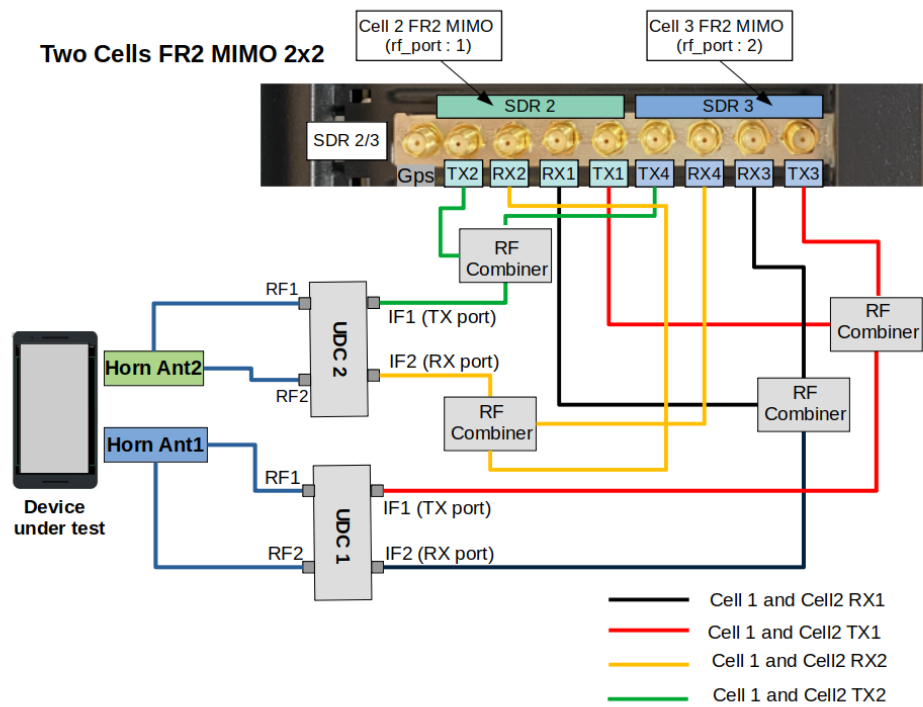 Two Cells FR2 MIMO 2x2
Cell 2 FR2 MIMO
(rf_port : 1)
Cell 3 FR2 MIMO
(rf_port : 2)
SDR 2
SDR 3
SDR 2/3
Gps
TX2
RX2
RX1
TX1
TX4
RX4
RX3
TX3
RF
Combiner
RF1
UDC 2
IF1 (TX port)
RF
Combiner
Horn Ant2
IF2 (RX port)
RF2
RF
Combiner
RF
Combiner
Horn Ant1
RF1
UDC 1
IF1 (TX port)
Device
under test
RF2
IF2 (RX port)
Cell 1 and Cell2 RX1
Cell 1 and Cell2 TX1
Cell 1 and Cell2 RX2
Cell 1 and Cell2 TX2